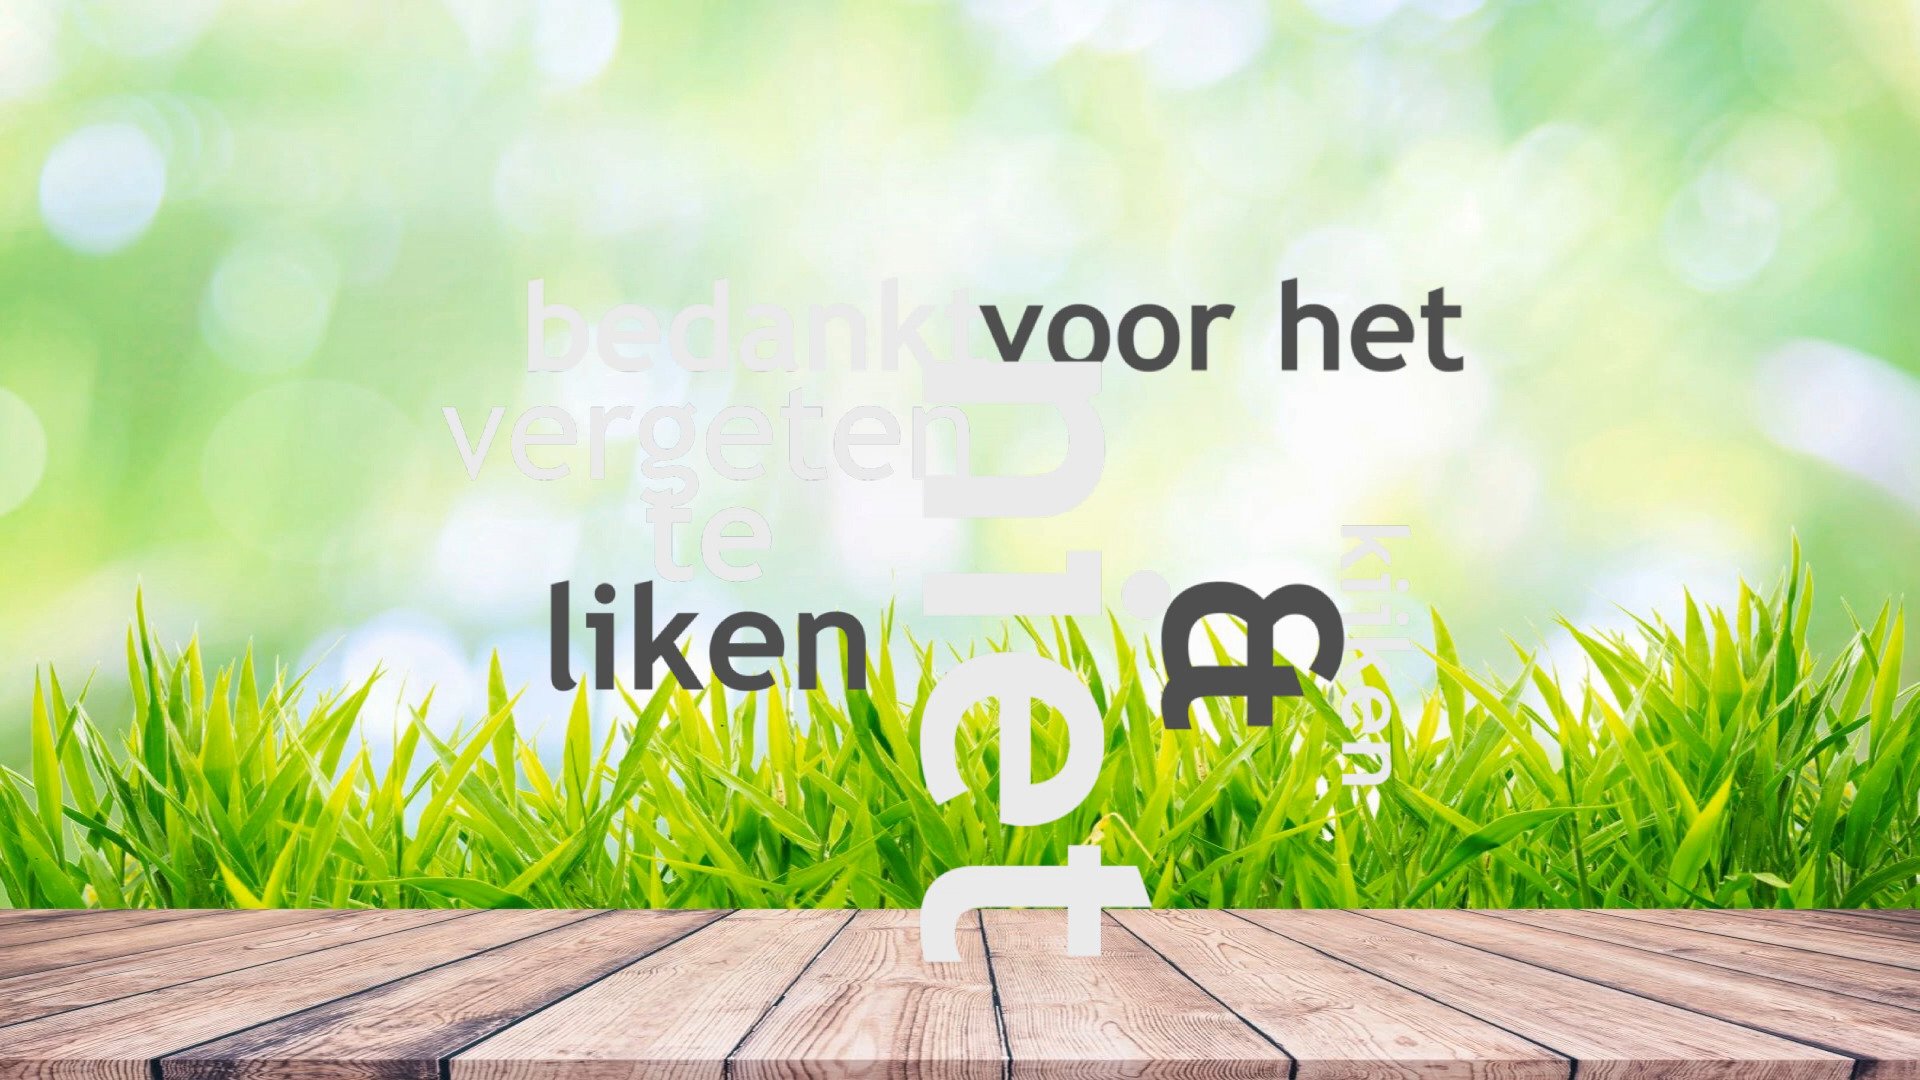 bedankt voor het
vergeten
te
liken
niet
kijken